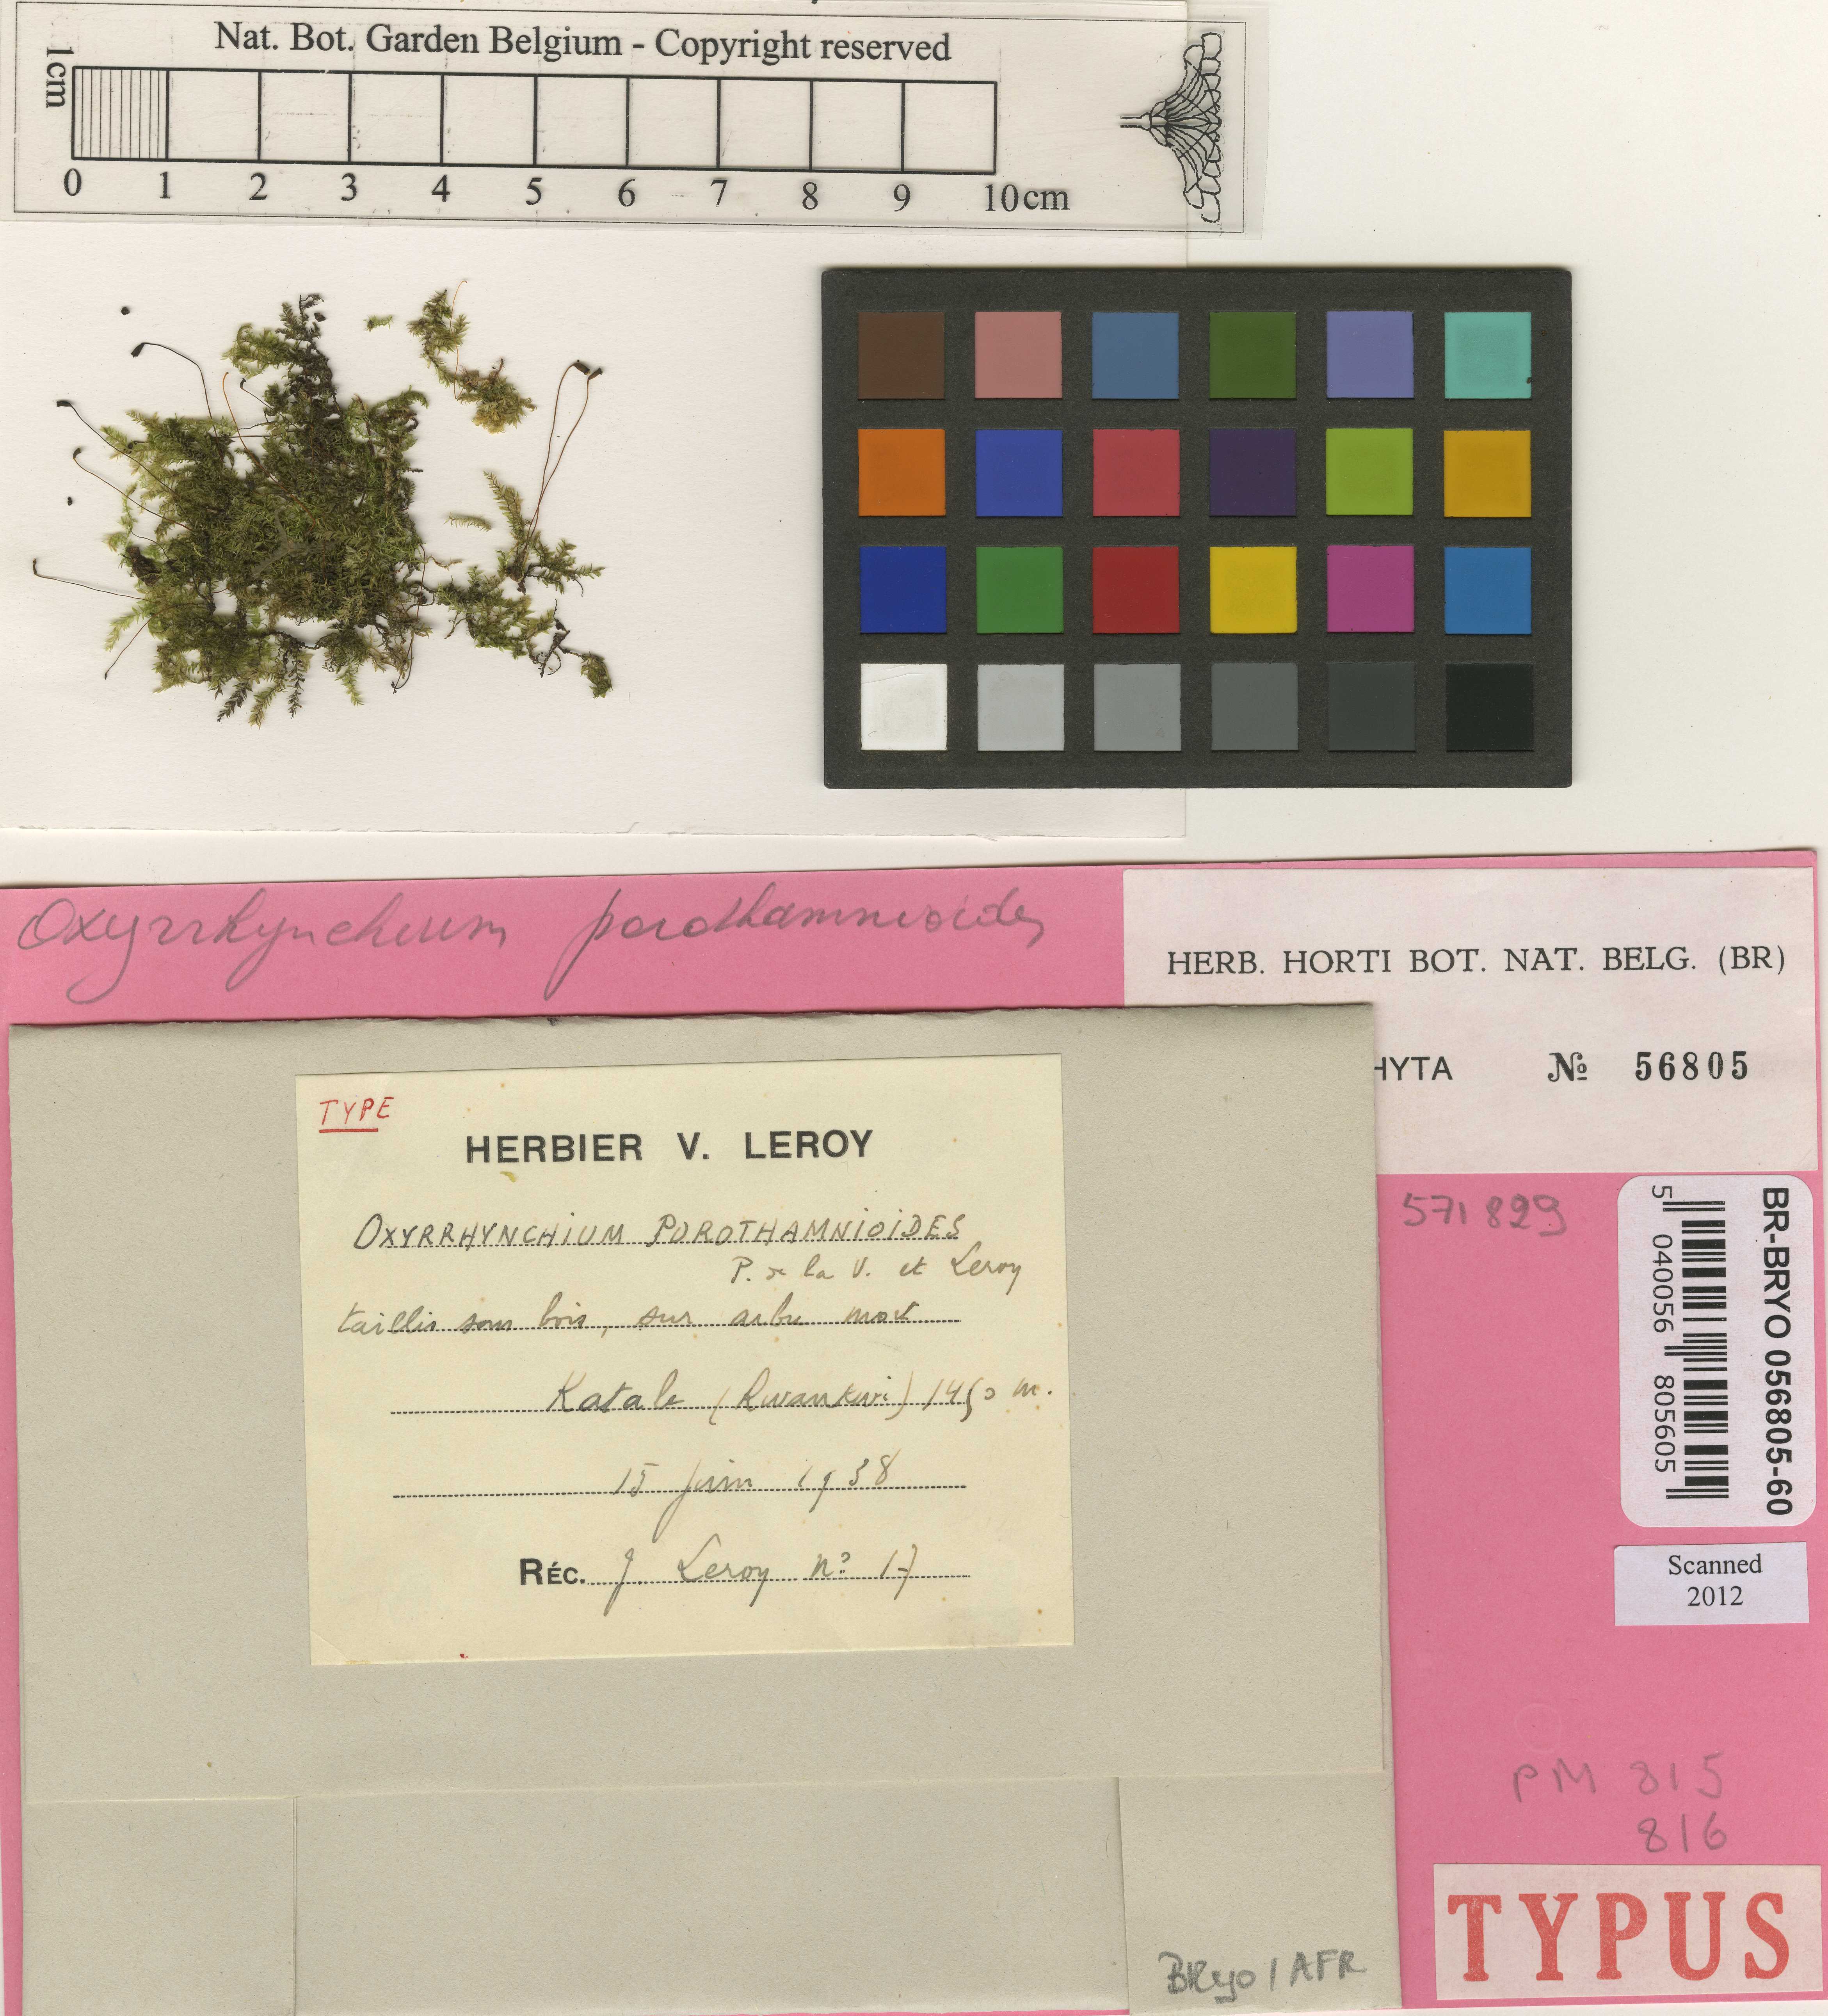 Nat. Bot. Garden Belgium - Copyright reserved
1cm
0 1 2 3 4 5 6 7 8 9 10cm
Oxyrrhynchium porothamnioides
HERB. HORTI BOT. NAT. BELG. (BR)
HYTA № 56805
TYPE
HERBIER V. LEROY
OXYRRHYNCHIUM POROTHAMNIOIDES
P. de la V. et Leroy
taillis sous bois, sur arbre mort
Katale (Rwankwi) 1450 m.
15 juin 1938
RÉC. J. Leroy n° 17
571829
BR-BRYO 056805-60
5 040056 805605
Scanned
2012
PM 815
816
TYPUS
BRyo / AFR